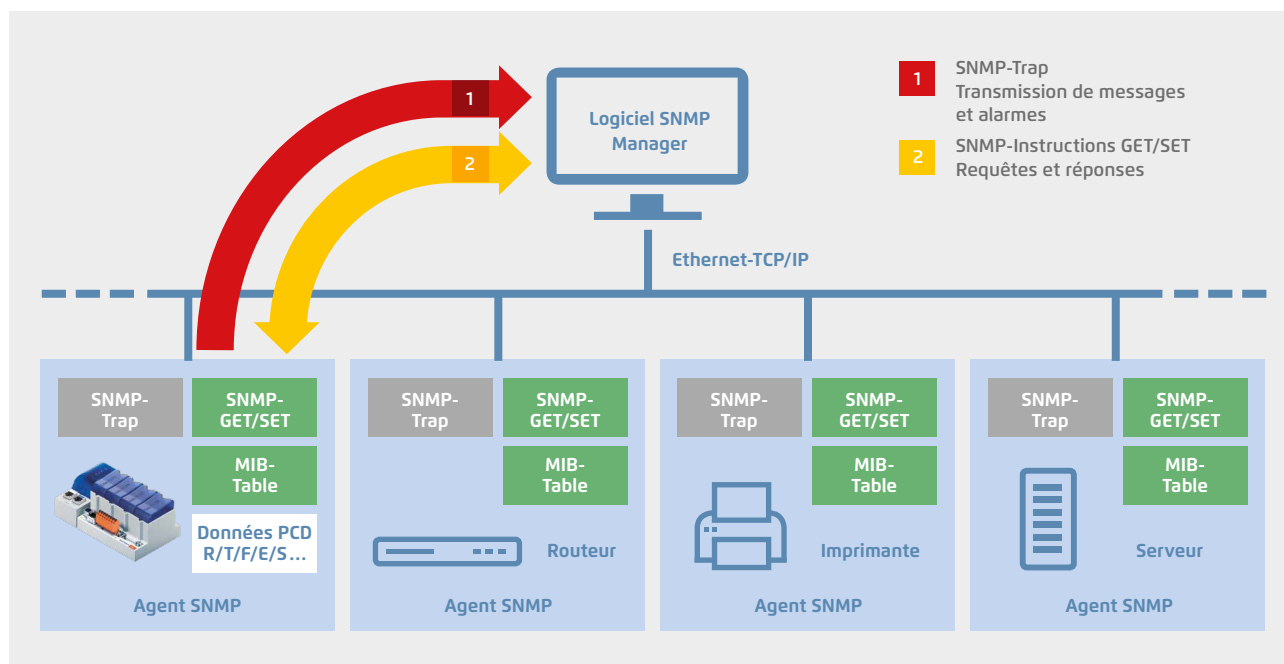 1
SNMP-Trap
Transmission de messages
et alarmes
2
SNMP-Instructions GET/SET
Requêtes et réponses
1
2
Logiciel SNMP
Manager
Ethernet-TCP/IP
SNMP-
Trap
SNMP-
GET/SET
MIB-
Table
Données PCD
R/T/F/E/S...
Agent SNMP
SNMP-
Trap
SNMP-
GET/SET
MIB-
Table
Routeur
Agent SNMP
SNMP-
Trap
SNMP-
GET/SET
MIB-
Table
Imprimante
Agent SNMP
SNMP-
Trap
SNMP-
GET/SET
MIB-
Table
Serveur
Agent SNMP